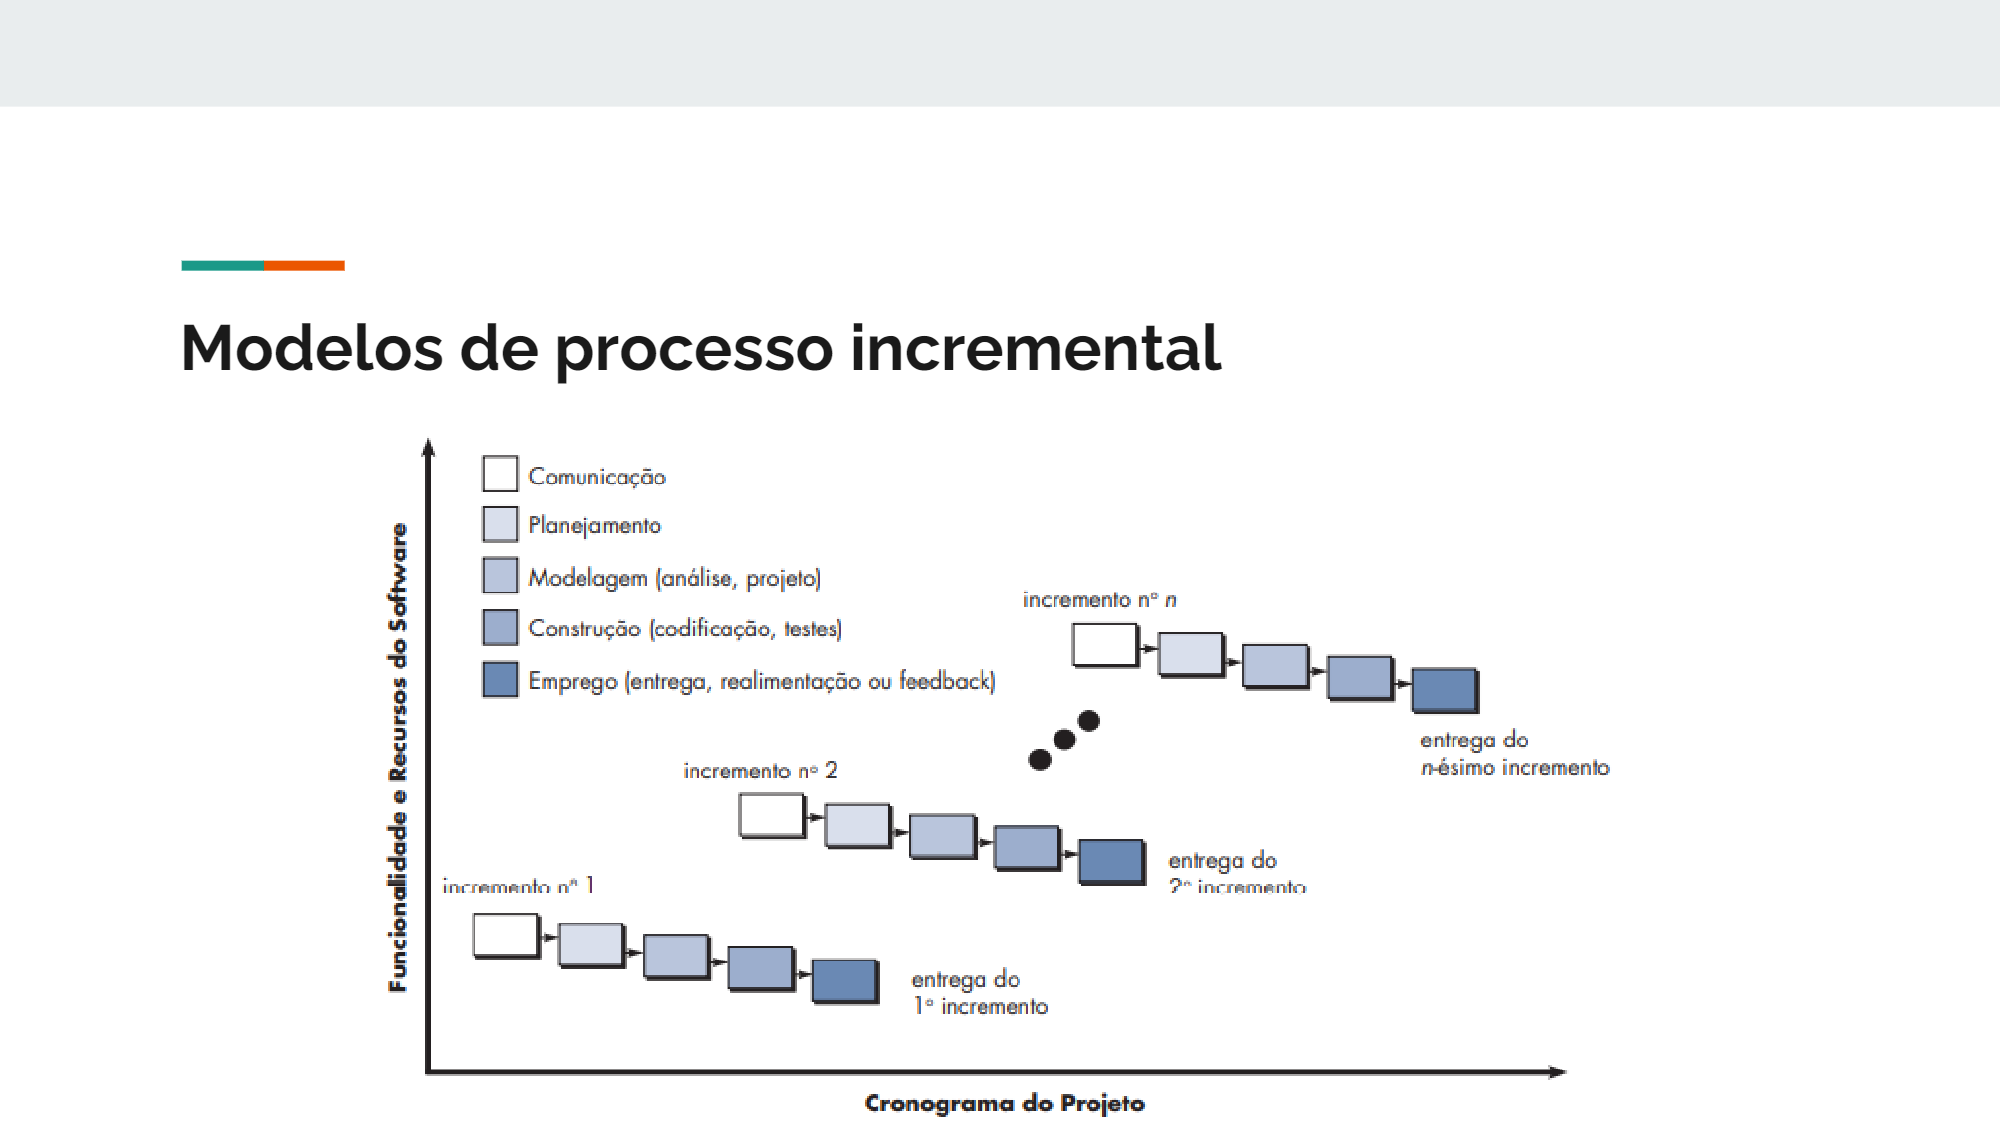 Modelos de processo incremental
Comunicação
Planejamento
Modelagem (análise, projeto)
Construção (codificação, testes)
Emprego (entrega, realimentação ou feedback)
Funcionalidade e Recursos do Software
incremento nº n
entrega do
n-ésimo incremento
incremento nº 2
entrega do
2º incremento
incremento nº 1
entrega do
1º incremento
Cronograma do Projeto